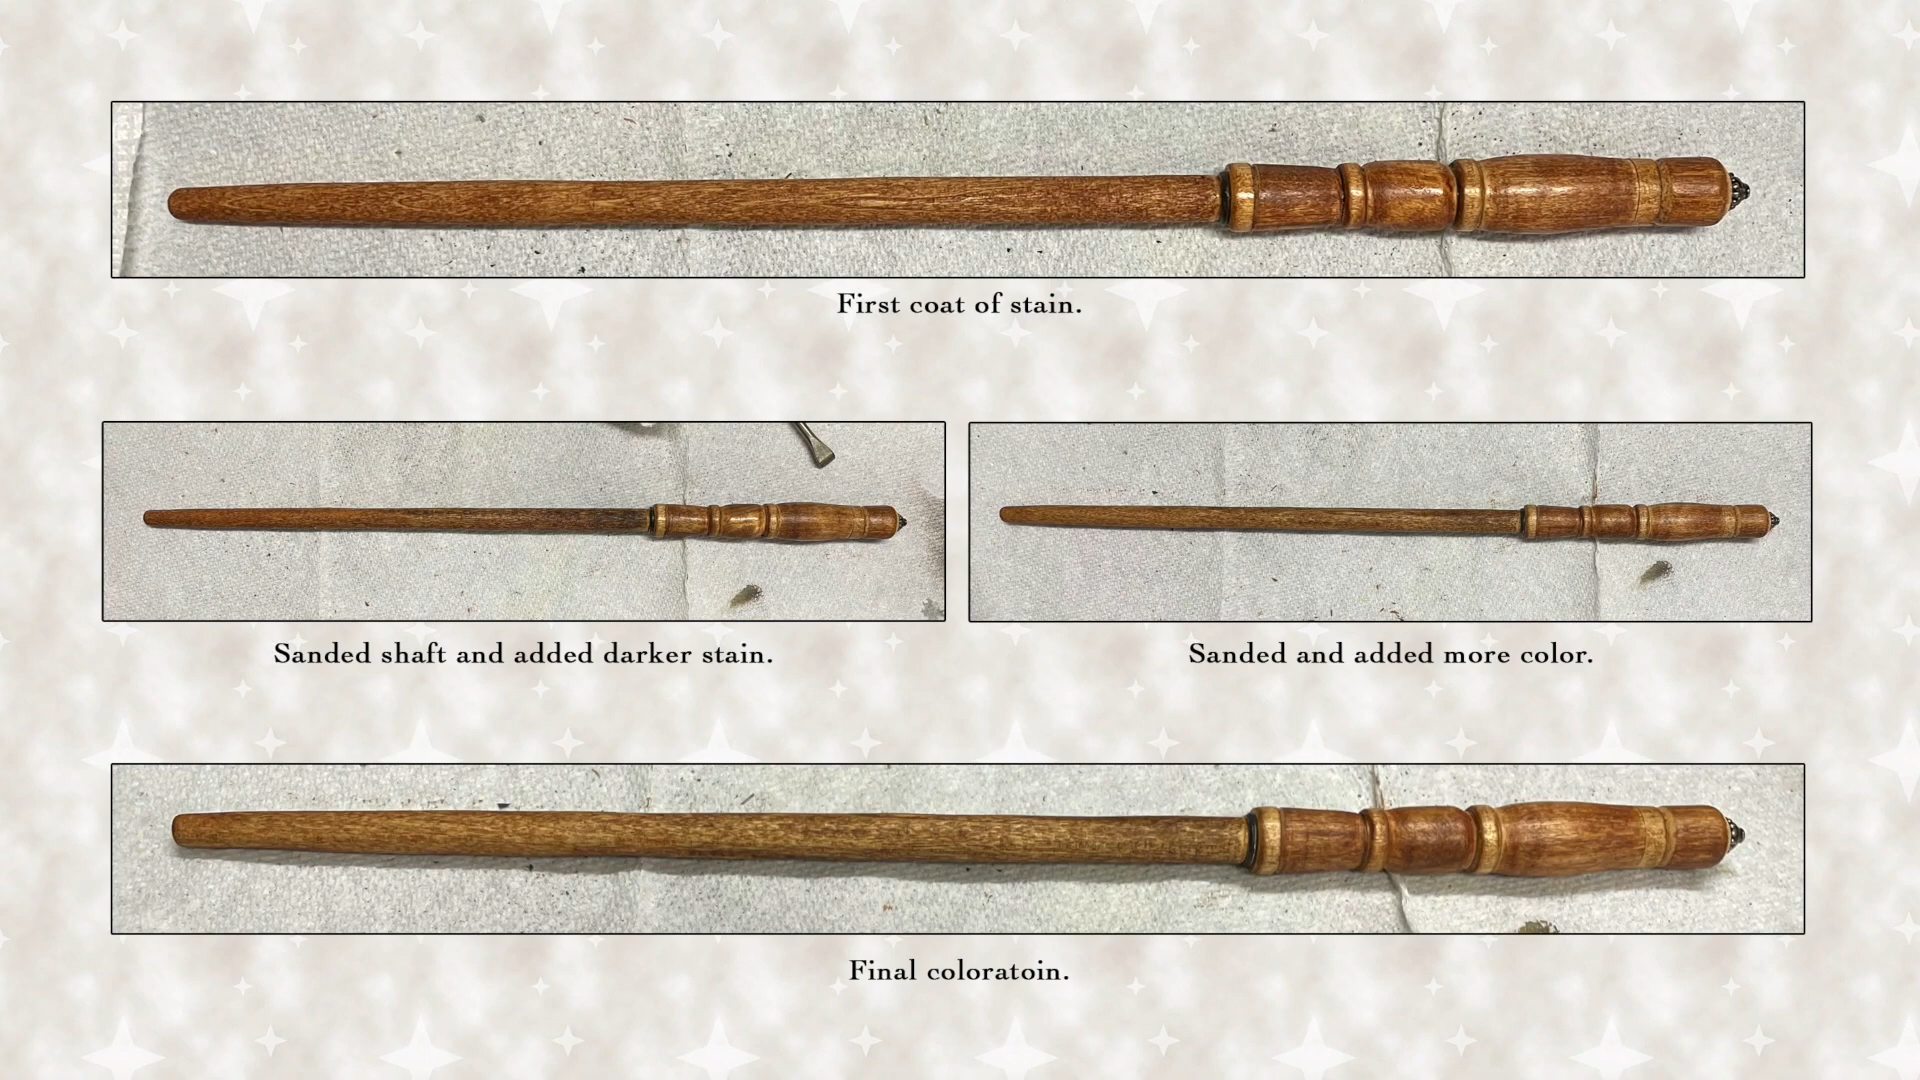 First coat of stain.
Sanded shaft and added darker stain.
Sanded and added more color.
Final coloratoin.